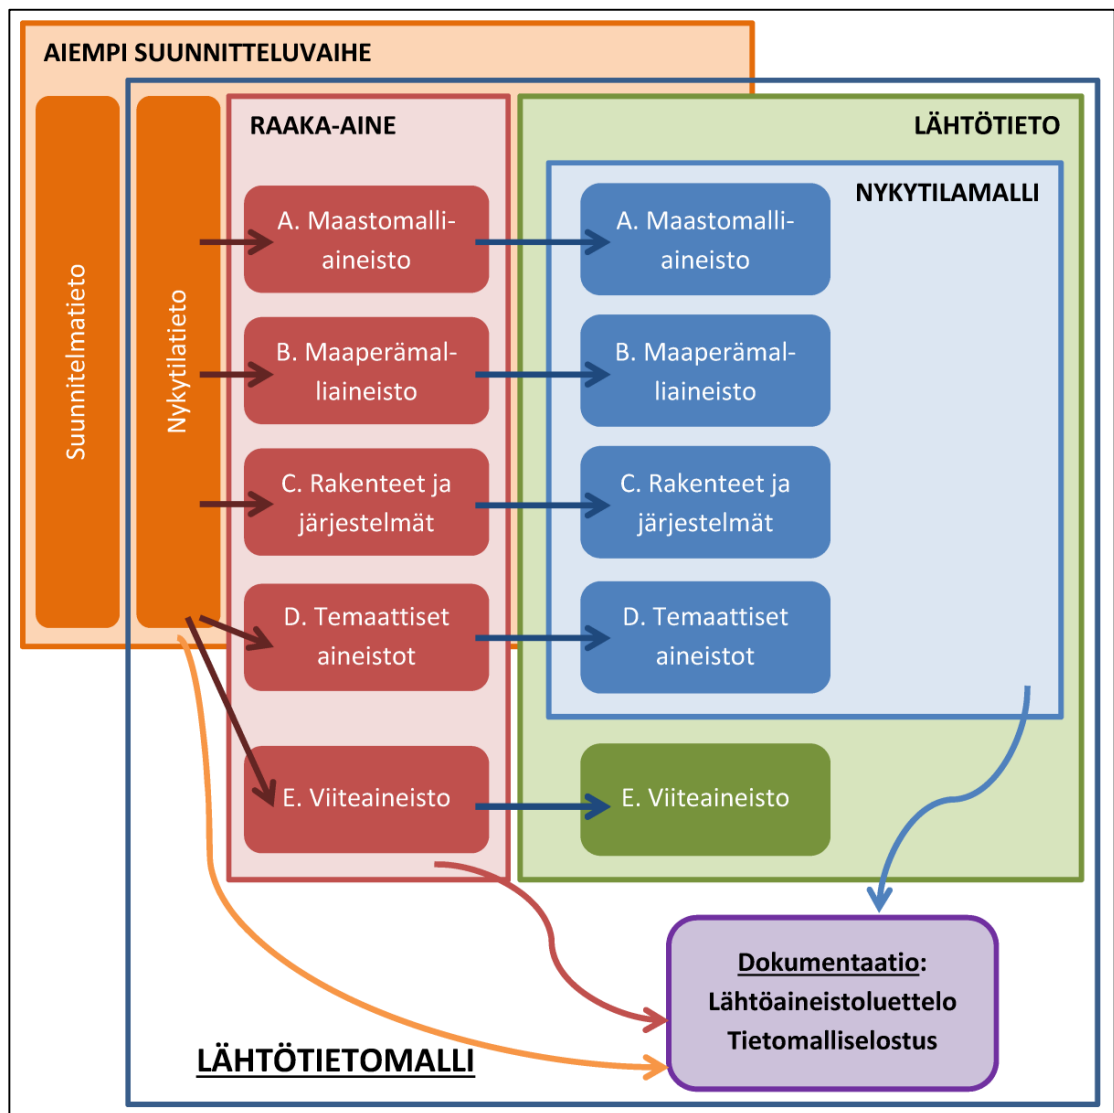 AIEMPI SUUNNITTELUVAIHE
Suunnitelmatieto
Nykytilatieto
RAAKA-AINE
A. Maastomalli-
aineisto
B. Maaperämal-
liaineisto
C. Rakenteet ja
järjestelmät
D. Temaattiset
aineistot
E. Viiteaineisto
LÄHTÖTIETO
NYKYTILAMALLI
A. Maastomalli-
aineisto
B. Maaperämal-
liaineisto
C. Rakenteet ja
järjestelmät
D. Temaattiset
aineistot
E. Viiteaineisto
Dokumentaatio:
Lähtöaineistoluettelo
Tietomalliselostus
LÄHTÖTIETOMALLI